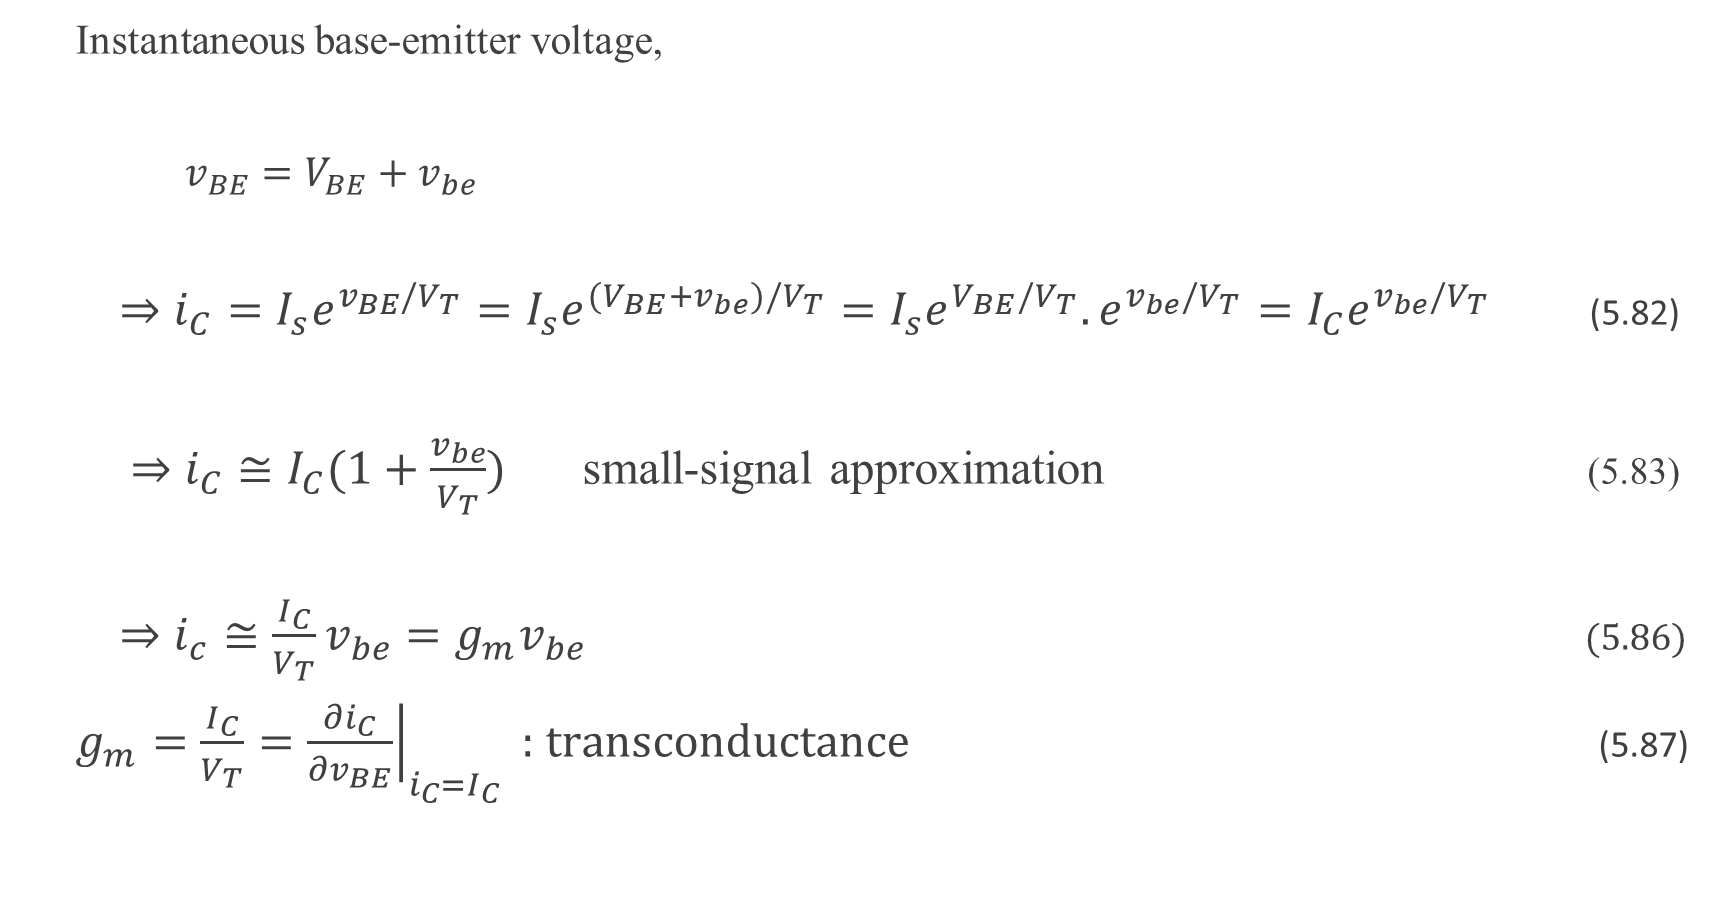 Instantaneous base-emitter voltage,
v_BE = V_BE + v_be
⇒ i_C = I_s e^(v_BE/V_T) = I_s e^((V_BE+v_be)/V_T) = I_s e^(V_BE/V_T) . e^(v_be/V_T) = I_C e^(v_be/V_T) (5.82)
⇒ i_C ≅ I_C(1 + v_be/V_T) small-signal approximation (5.83)
⇒ i_c ≅ I_C/V_T v_be = g_m v_be (5.86)
g_m = I_C/V_T = ∂i_C/∂v_BE |_(i_C=I_C) : transconductance (5.87)